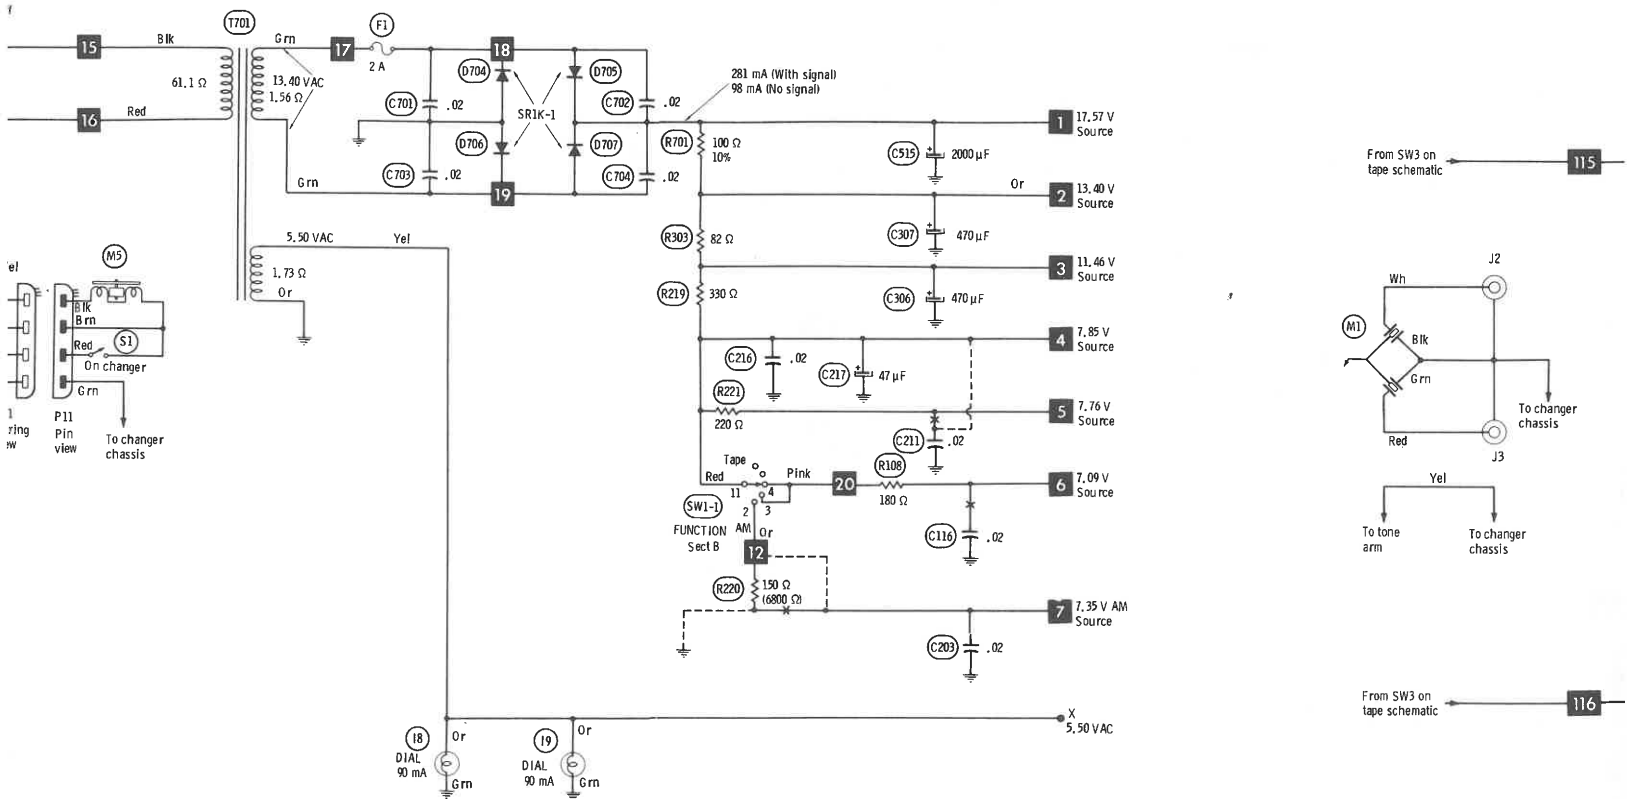 T701
F1
15
Blk
Grn
17
18
2 A
61.1 Ω
13.40 VAC
1.56 Ω
D704
D705
C701
.02
SR1K-1
C702
.02
281 mA (With signal)
98 mA (No signal)
16
Red
D706
D707
R701
100 Ω
10%
C703
.02
C704
.02
C515
2000 µF
1
17.57 V
Source
Grn
19
Or
2
13.40 V
Source
From SW3 on
tape schematic
115
5.50 VAC
Yel
R303
82 Ω
C307
470 µF
M5
1.73 Ω
Or
3
11.46 V
Source
R219
330 Ω
C306
470 µF
J2
Wh
Blk
Brn
S1
Red
On changer
Grn
4
7.85 V
Source
C216
.02
C217
47 µF
M1
Blk
Grn
P11
Pin
view
To changer
chassis
R221
220 Ω
5
7.76 V
Source
C211
.02
Red
J3
To changer
chassis
Tape
Red
11
4
Pink
20
R108
180 Ω
6
7.09 V
Source
SW1-1
2
3
FUNCTION
Sect B
AM
Or
C116
.02
Yel
To tone
arm
To changer
chassis
12
R220
150 Ω
(6800 Ω)
7
7.35 V AM
Source
C203
.02
From SW3 on
tape schematic
116
X
5.50 VAC
I8
Or
DIAL
90 mA
Grn
I9
Or
DIAL
90 mA
Grn